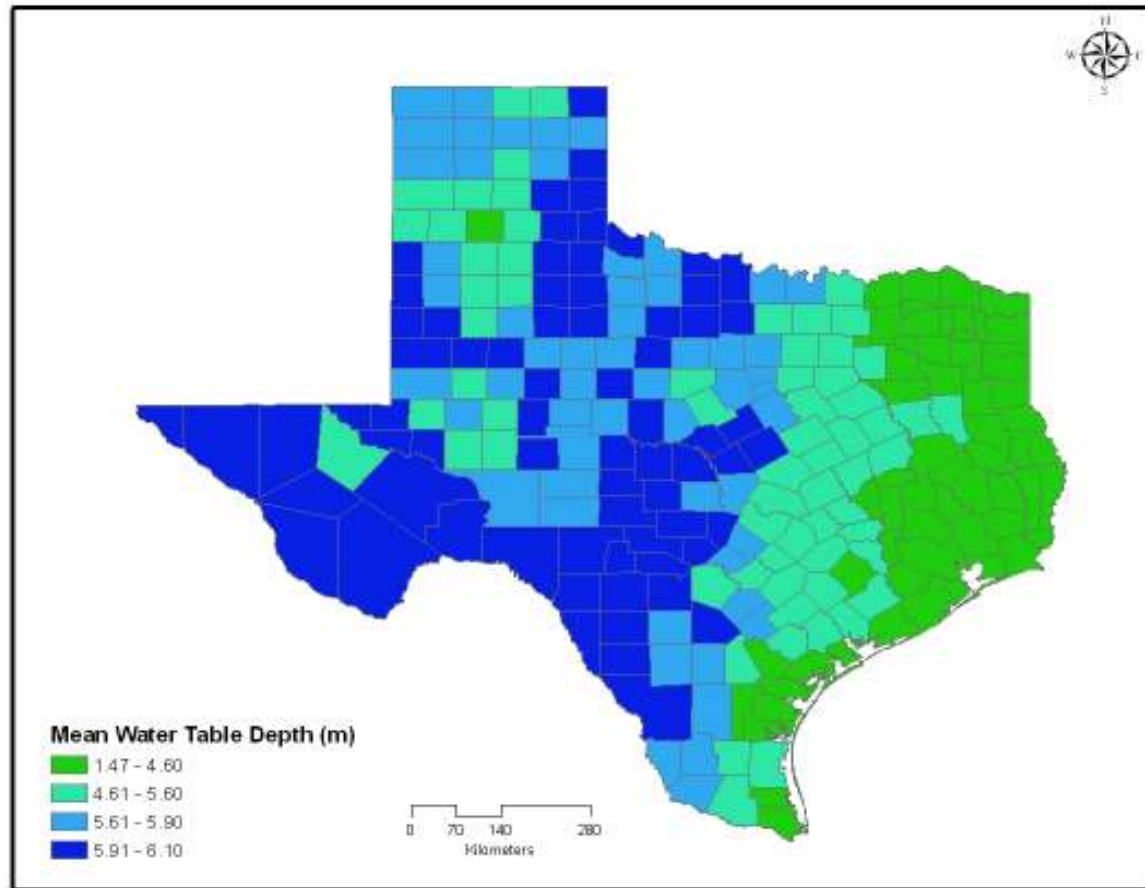 N
W
S
Mean Water Table Depth (m)
1.47 - 4.60
4.61 - 5.60
5.61 - 5.90
5.91 - 6.10
0 70 140 280
Kilometers